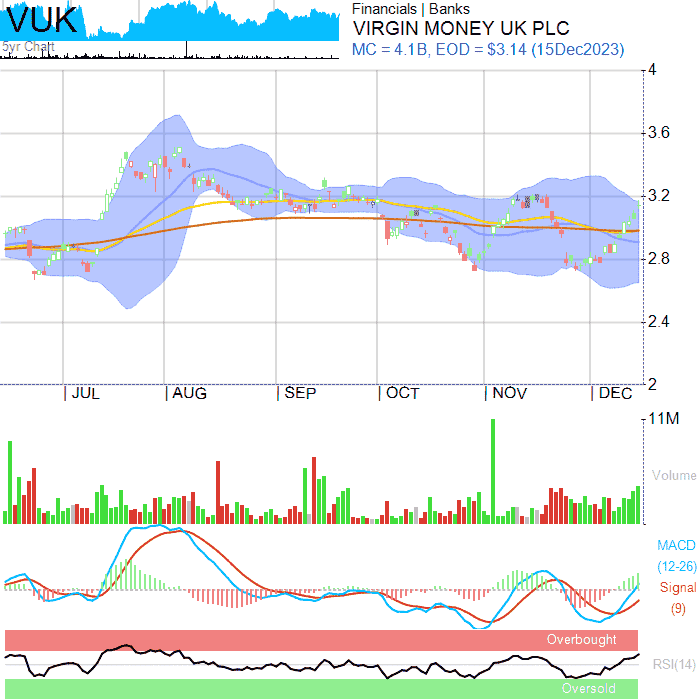 VUK
5yr Chart
Financials | Banks
VIRGIN MONEY UK PLC
MC = 4.1B, EOD = $3.14 (15Dec2023)
4
3.6
3.2
2.8
2.4
2
JUL AUG SEP OCT NOV DEC
11M
Volume
MACD
(12-26)
Signal
(9)
Overbought
RSI(14)
Oversold